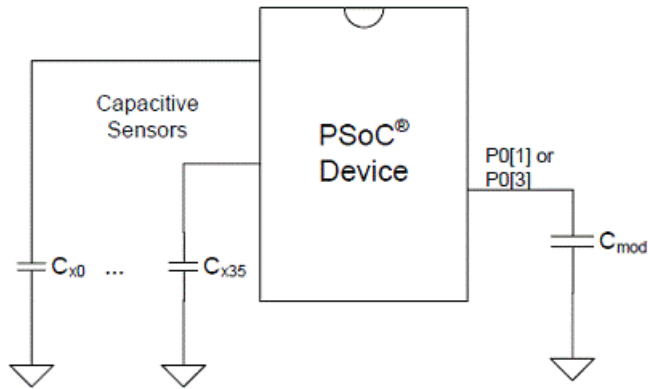 Capacitive
Sensors
PSoC®
Device
P0[1] or
P0[3]
Cx0 ... Cx35
Cmod